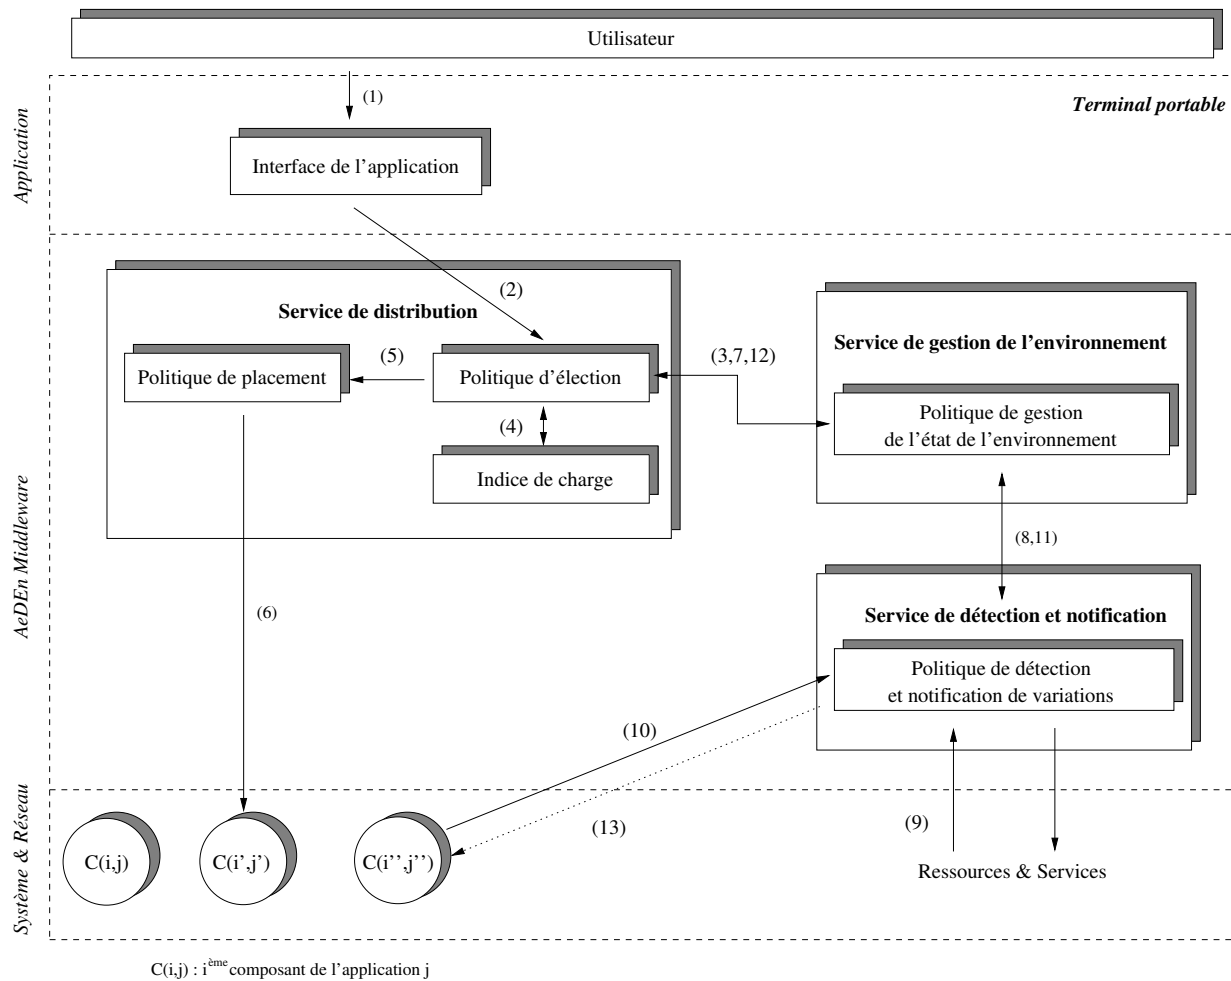 Utilisateur
(1)
Terminal portable
Application
Interface de l'application
(2)
Service de distribution
Service de gestion de l'environnement
(3,7,12)
(5)
Politique de placement
Politique d'élection
Politique de gestion
de l'état de l'environnement
(4)
Indice de charge
AeDEn Middleware
(8,11)
(6)
Service de détection et notification
Politique de détection
et notification de variations
(10)
Système & Réseau
(13)
(9)
C(i,j)
C(i',j')
C(i'',j'')
Ressources & Services
C(i,j) : i ème composant de l'application j